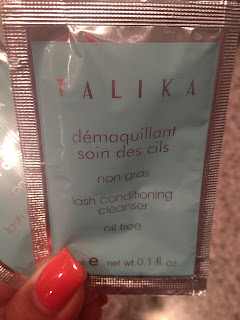 TALIKA
démaquillant
soin des cils
non gras
lash conditioning
cleanser
oil free
e net wt. 0.1 fl. oz